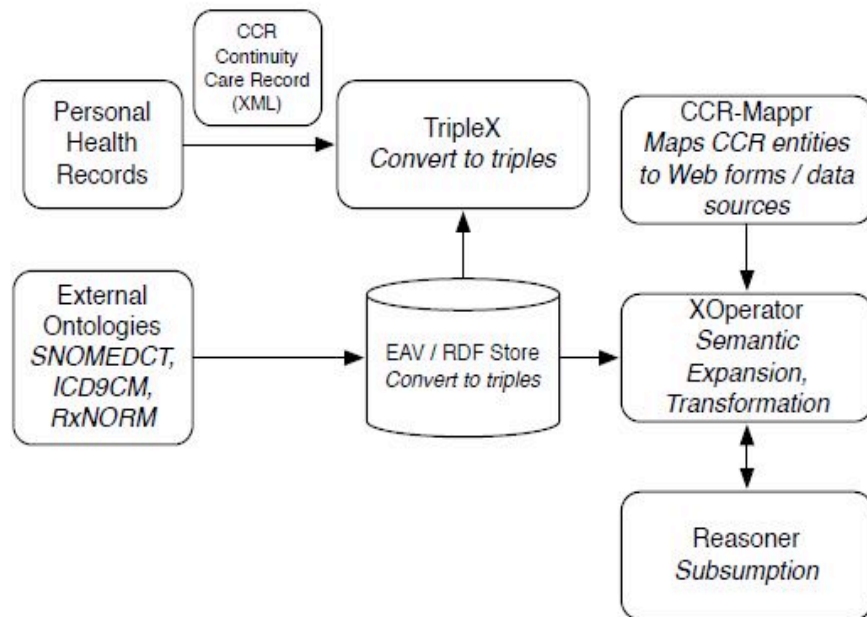 CCR
Continuity
Care Record
(XML)
Personal
Health
Records
TripleX
Convert to triples
CCR-Mappr
Maps CCR entities
to Web forms / data
sources
External
Ontologies
SNOMEDCT,
ICD9CM,
RxNORM
EAV / RDF Store
Convert to triples
XOperator
Semantic
Expansion,
Transformation
Reasoner
Subsumption